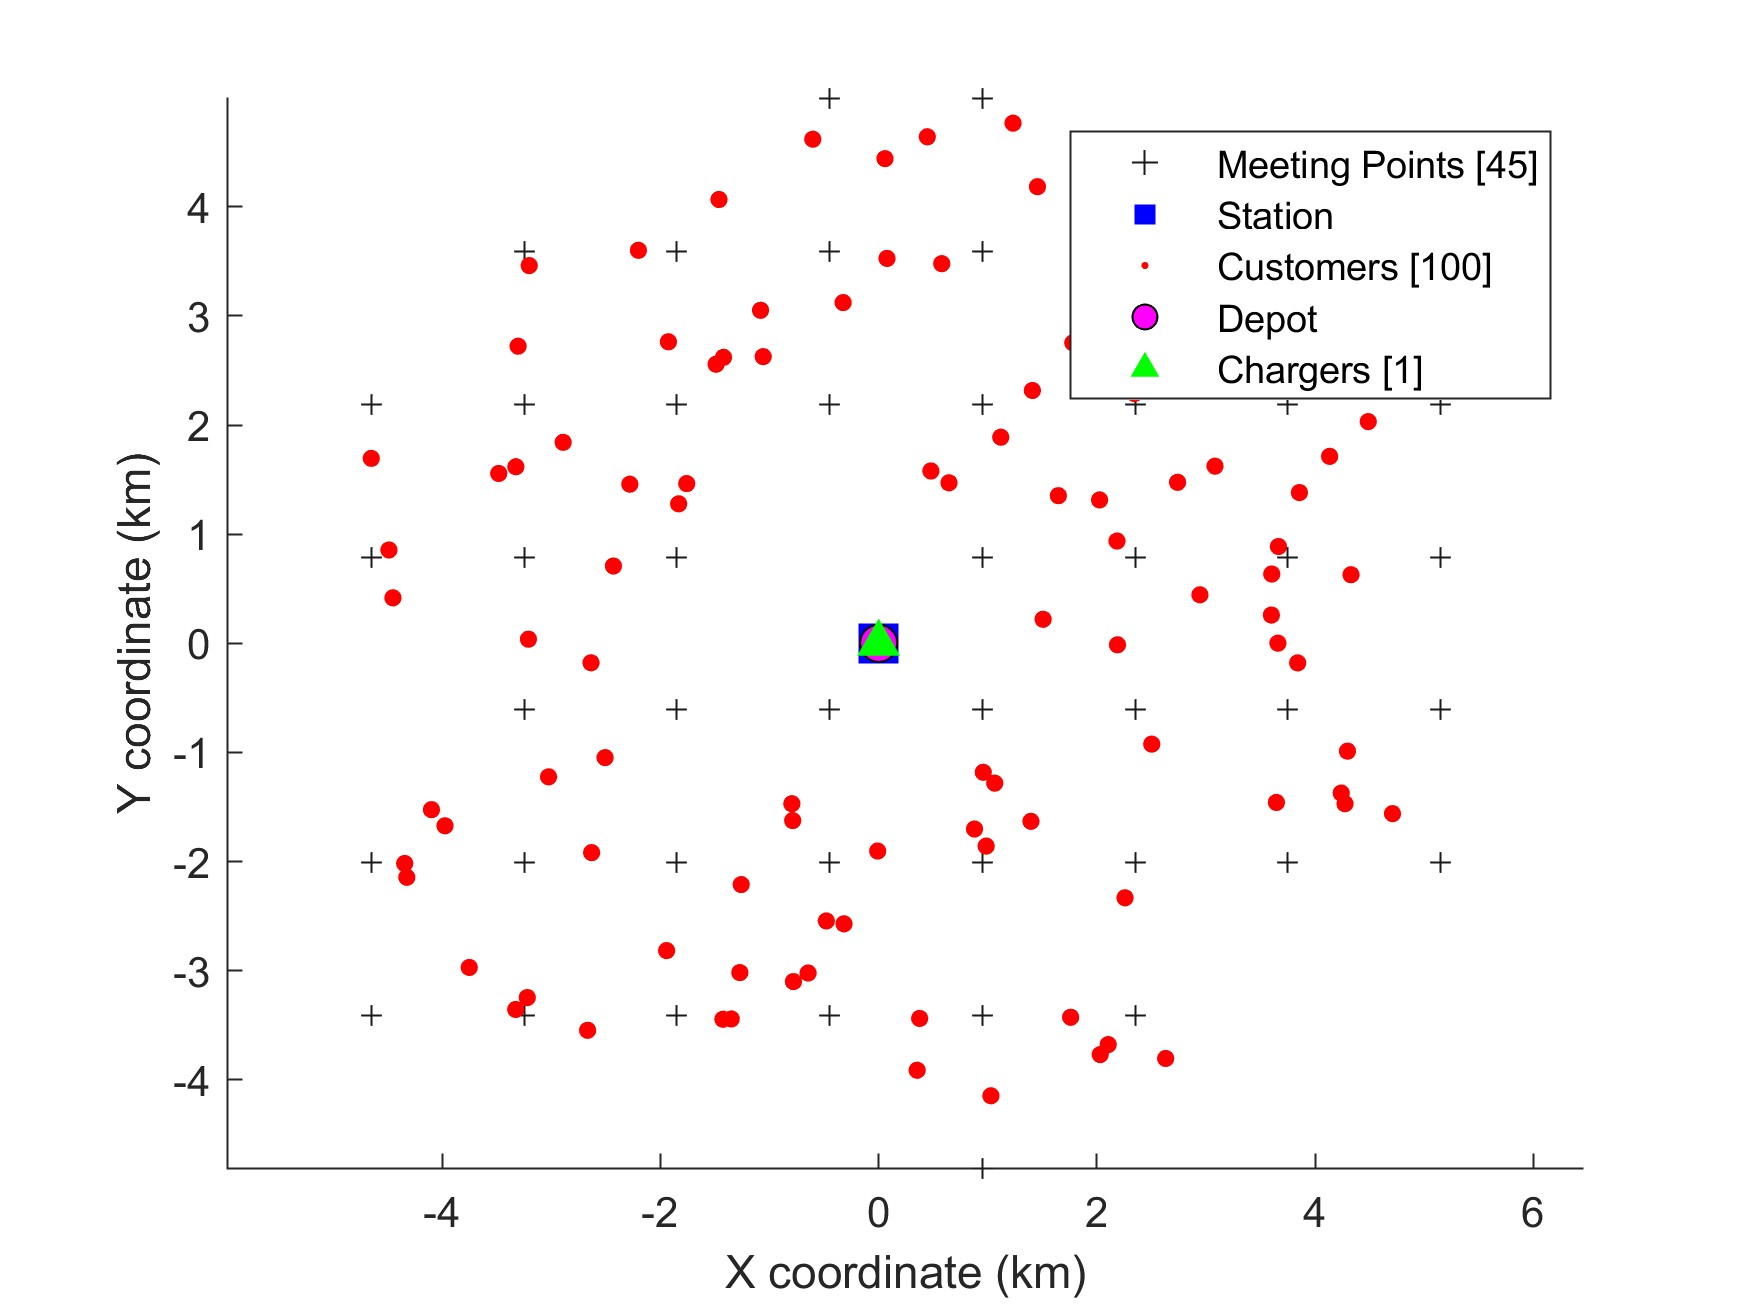 Meeting Points [45]
Station
Customers [100]
Depot
Chargers [1]
4
3
2
1
0
-1
-2
-3
-4
Y coordinate (km)
-4 -2 0 2 4 6
X coordinate (km)